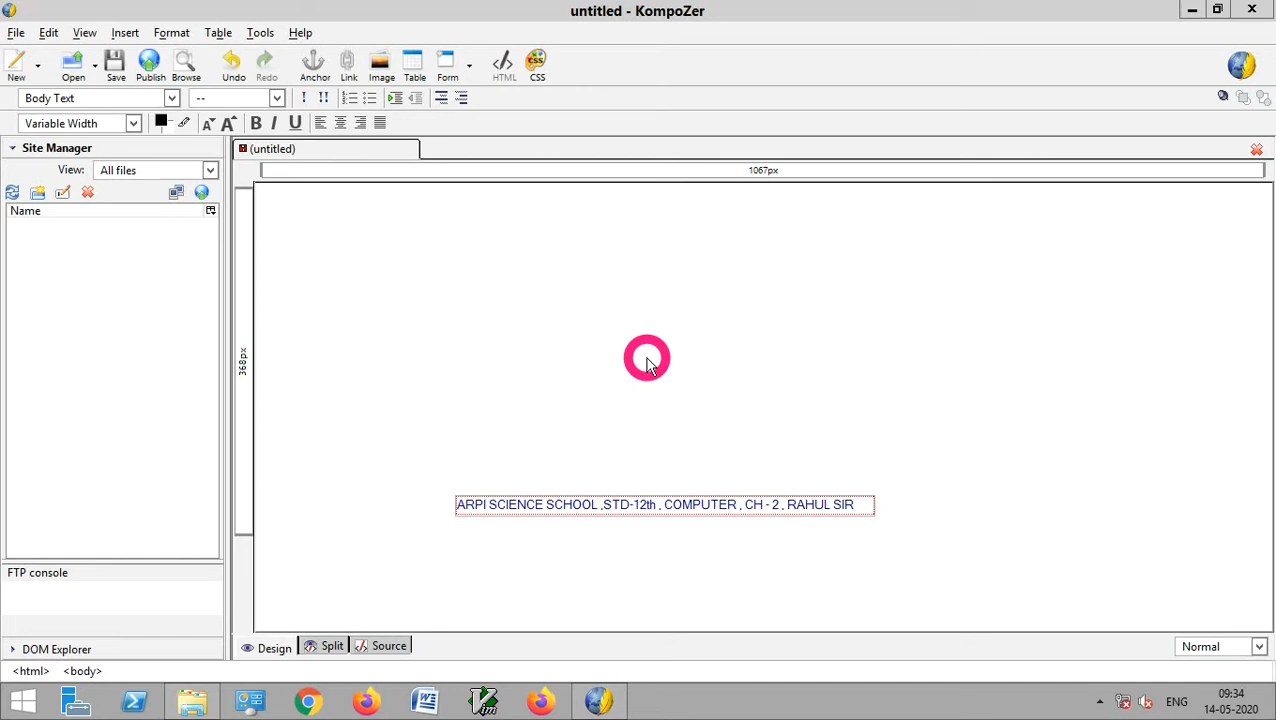 untitled - KompoZer
File Edit View Insert Format Table Tools Help
New Open Save Publish Browse Undo Redo Anchor Link Image Table Form HTML CSS
Body Text --
Variable Width
Site Manager
(untitled)
View: All files
1067px
Name
368px
ARPI SCIENCE SCHOOL ,STD-12th , COMPUTER , CH - 2 , RAHUL SIR
FTP console
DOM Explorer
Design Split Source Normal
<html> <body>
ENG
09:34
14-05-2020